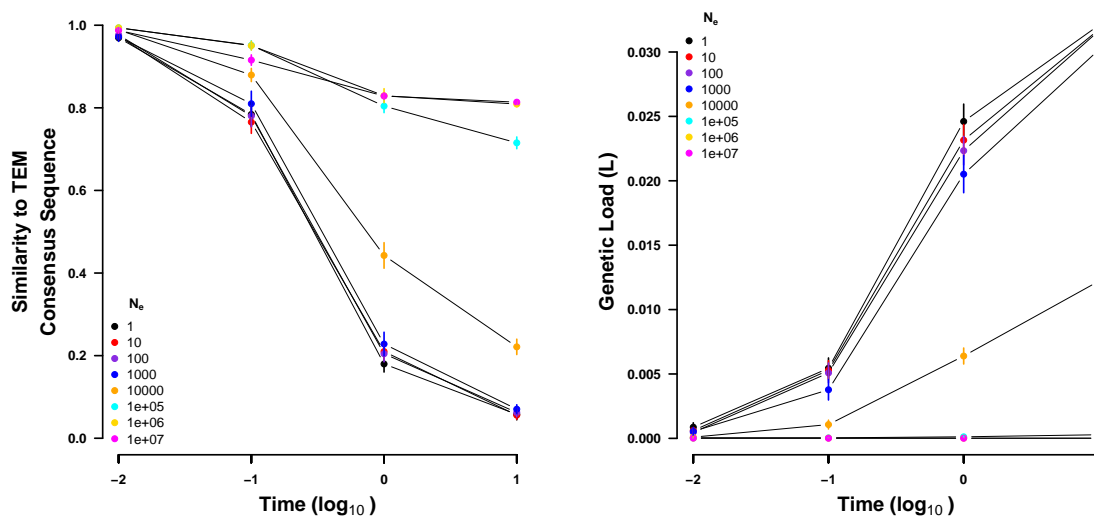 Similarity to TEM
Consensus Sequence
1.0
0.8
0.6
0.4
0.2
0.0
Ne
1
10
100
1000
10000
1e+05
1e+06
1e+07
−2
−1
0
1
Time (log10 )
Genetic Load (L)
0.030
0.025
0.020
0.015
0.010
0.005
0.000
Ne
1
10
100
1000
10000
1e+05
1e+06
1e+07
−2
−1
0
1
Time (log10 )